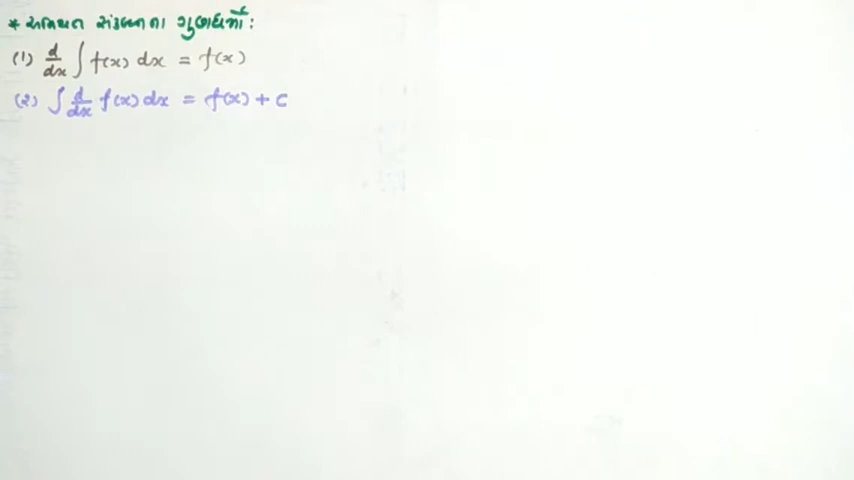 * અનિયત સંકલનના ગુણધર્મો :
(1) d/dx ∫ f(x) dx = f(x)
(2) ∫ d/dx f(x) dx = f(x) + c